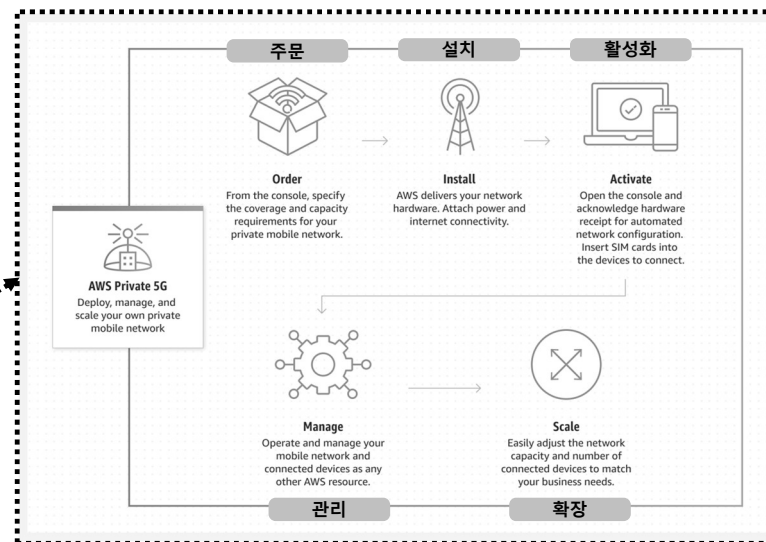 주문
설치
활성화
Order
From the console, specify
the coverage and capacity
requirements for your
private mobile network.
Install
AWS delivers your network
hardware. Attach power and
internet connectivity.
Activate
Open the console and
acknowledge hardware
receipt for automated
network configuration.
Insert SIM cards into
the devices to connect.
AWS Private 5G
Deploy, manage, and
scale your own private
mobile network
Manage
Operate and manage your
mobile network and
connected devices as any
other AWS resource.
Scale
Easily adjust the network
capacity and number of
connected devices to match
your business needs.
관리
확장